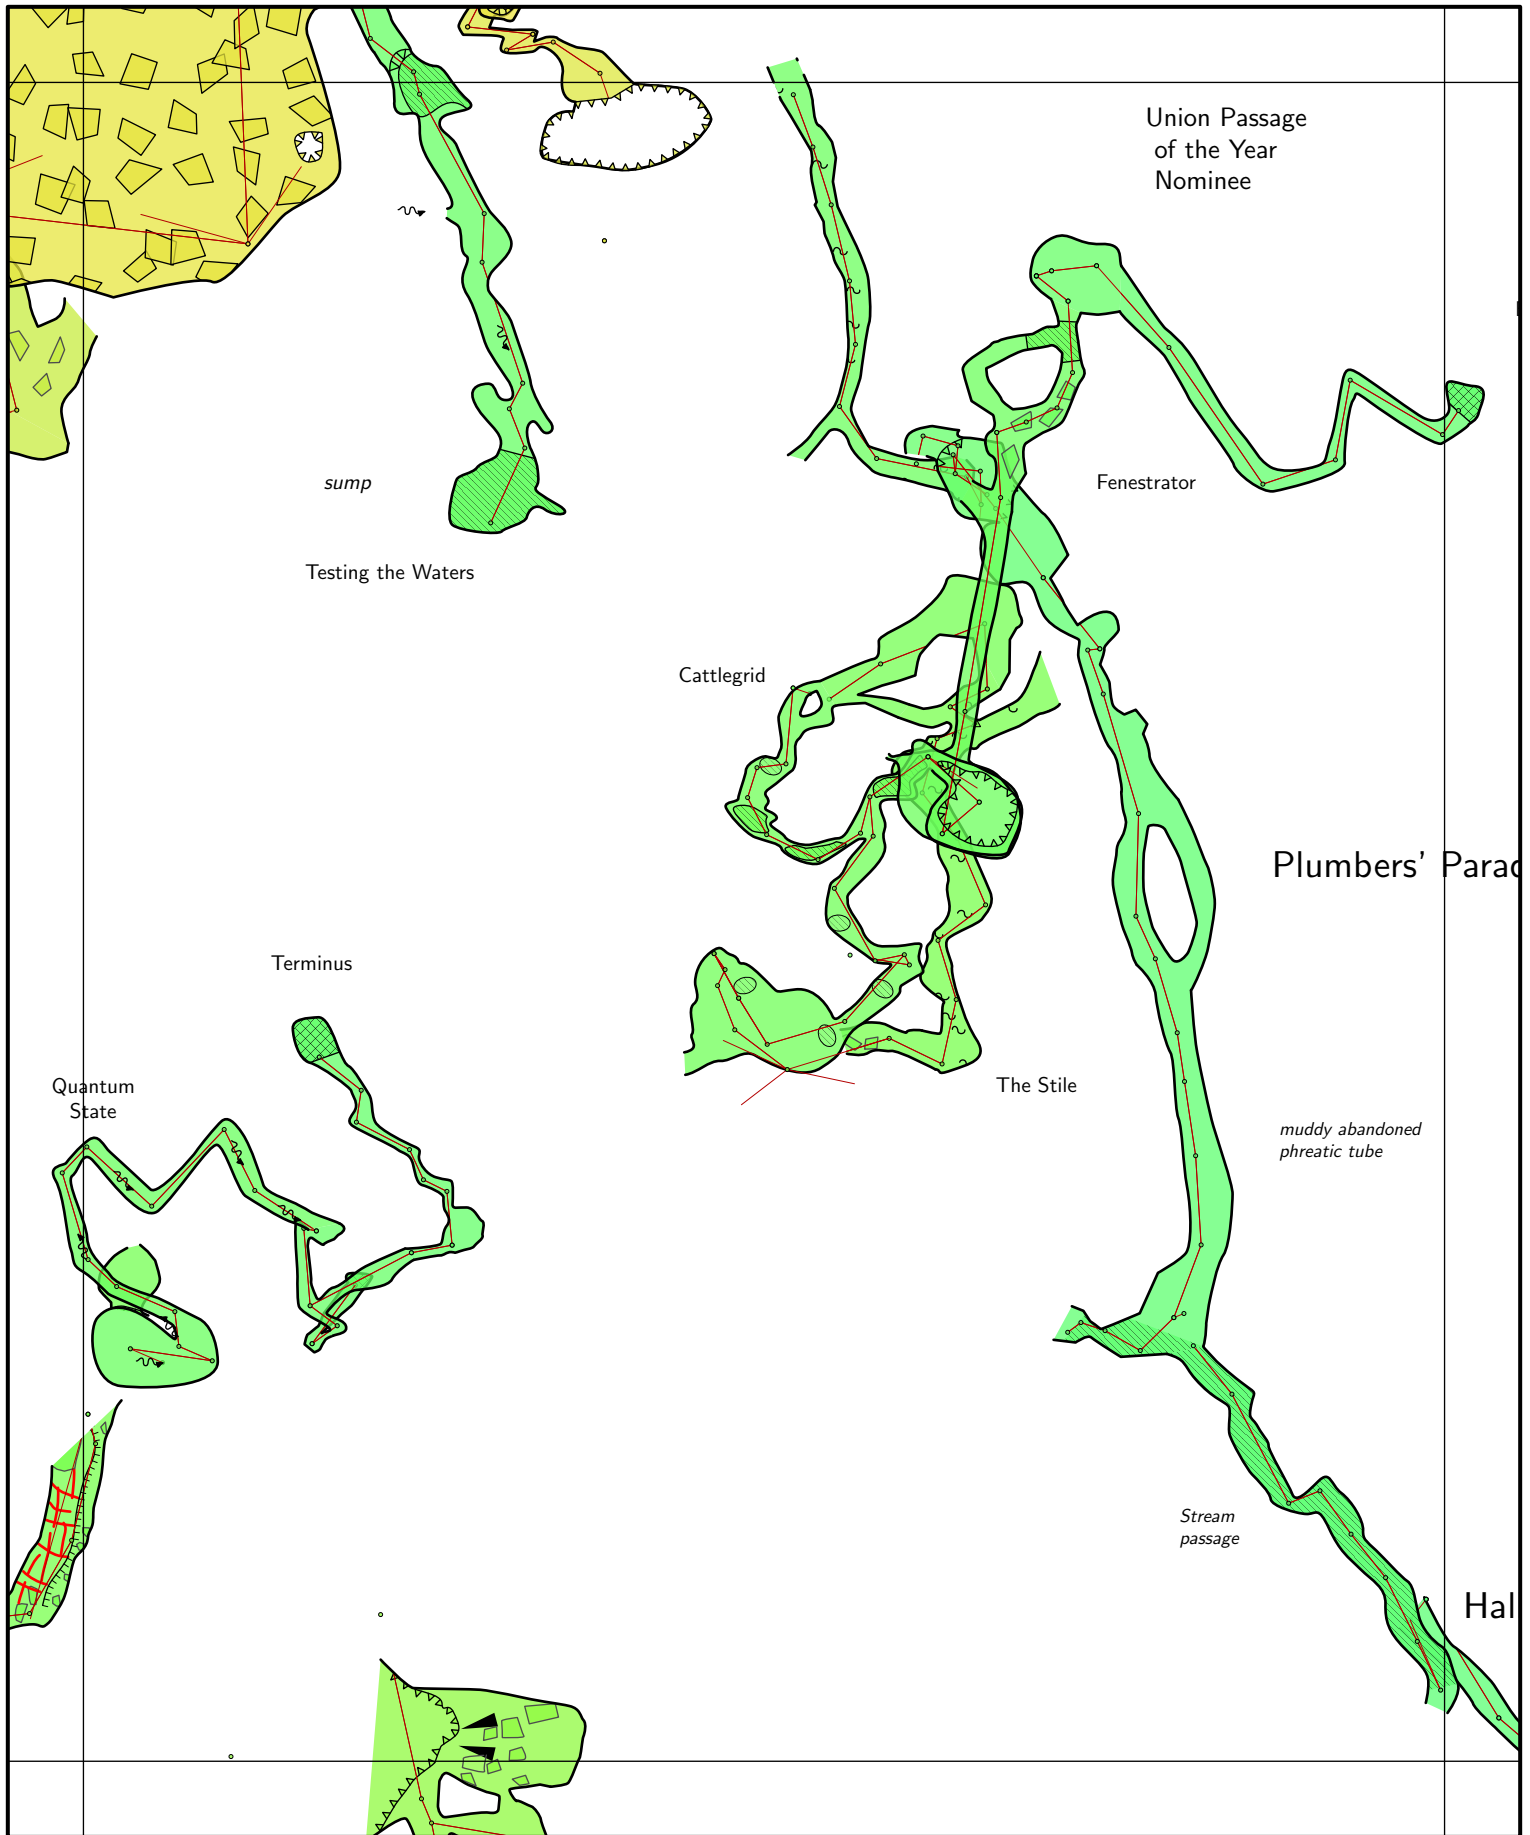 Union Passage
of the Year
Nominee
sump
Fenestrator
Testing the Waters
Cattlegrid
Plumbers' Parad
Terminus
Quantum
State
The Stile
muddy abandoned
phreatic tube
Stream
passage
Hal